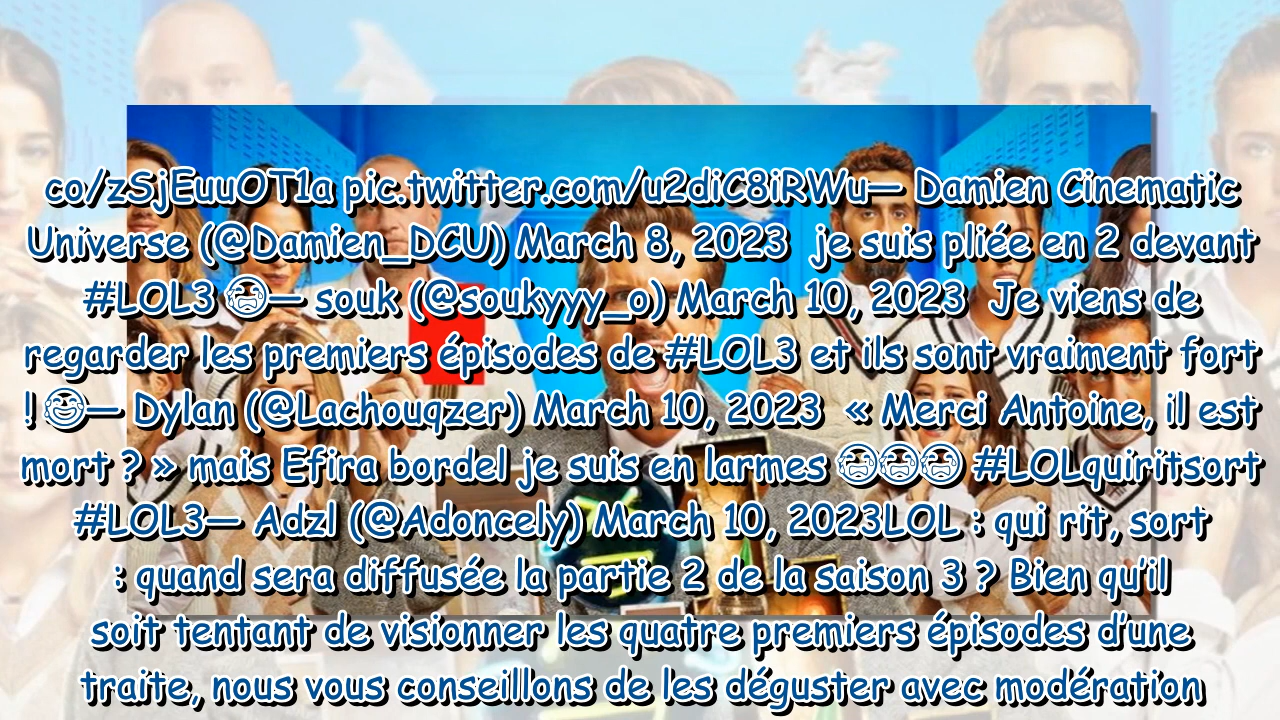 co/zSjEuuOT1a pic.twitter.com/u2diC8iRWu— Damien Cinematic
Universe (@Damien_DCU) March 8, 2023 je suis pliée en 2 devant
#LOL3 😭— souk (@soukyyy_o) March 10, 2023 Je viens de
regarder les premiers épisodes de #LOL3 et ils sont vraiment fort
! 😂— Dylan (@Lachouqzer) March 10, 2023 « Merci Antoine, il est
mort ? » mais Efira bordel je suis en larmes 😭😭😭 #LOLquiritsort
#LOL3— Adzl (@Adoncely) March 10, 2023LOL : qui rit, sort
: quand sera diffusée la partie 2 de la saison 3 ? Bien qu'il
soit tentant de visionner les quatre premiers épisodes d'une
traite, nous vous conseillons de les déguster avec modération